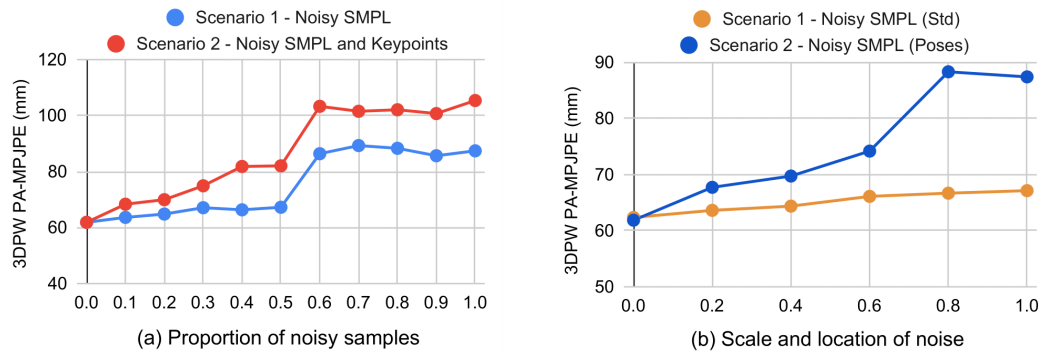 Scenario 1 - Noisy SMPL
Scenario 2 - Noisy SMPL and Keypoints
3DPW PA-MPJPE (mm)
120
100
80
60
40
0.0 0.1 0.2 0.3 0.4 0.5 0.6 0.7 0.8 0.9 1.0
(a) Proportion of noisy samples
Scenario 1 - Noisy SMPL (Std)
Scenario 2 - Noisy SMPL (Poses)
3DPW PA-MPJPE (mm)
90
80
70
60
50
0.0 0.2 0.4 0.6 0.8 1.0
(b) Scale and location of noise